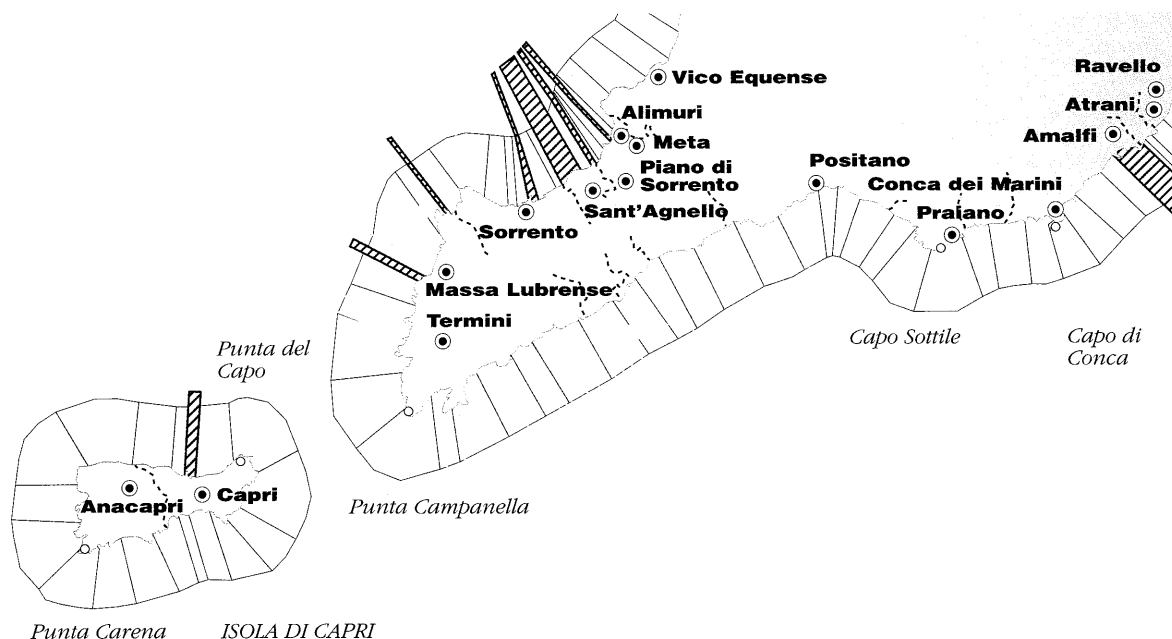 Ravello
Vico Equense
Atrani
Alimuri
Amalfi
Meta
Positano
Piano di
Sorrento
Conca dei Marini
Sant'Agnello
Praiano
Sorrento
Massa Lubrense
Termini
Capo Sottile
Capo di
Conca
Punta del
Capo
Capri
Anacapri
Punta Campanella
Punta Carena
ISOLA DI CAPRI